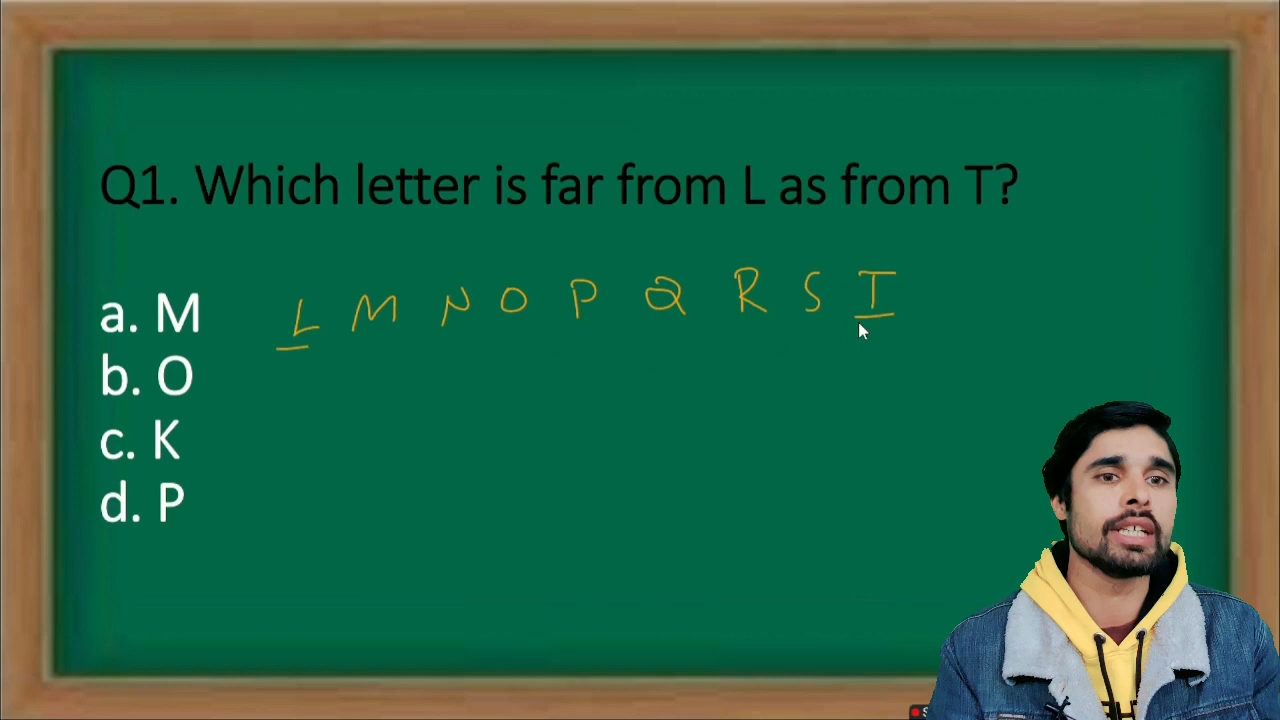 Q1. Which letter is far from L as from T?
a. M
L M N O P Q R S T
b. O
c. K
d. P